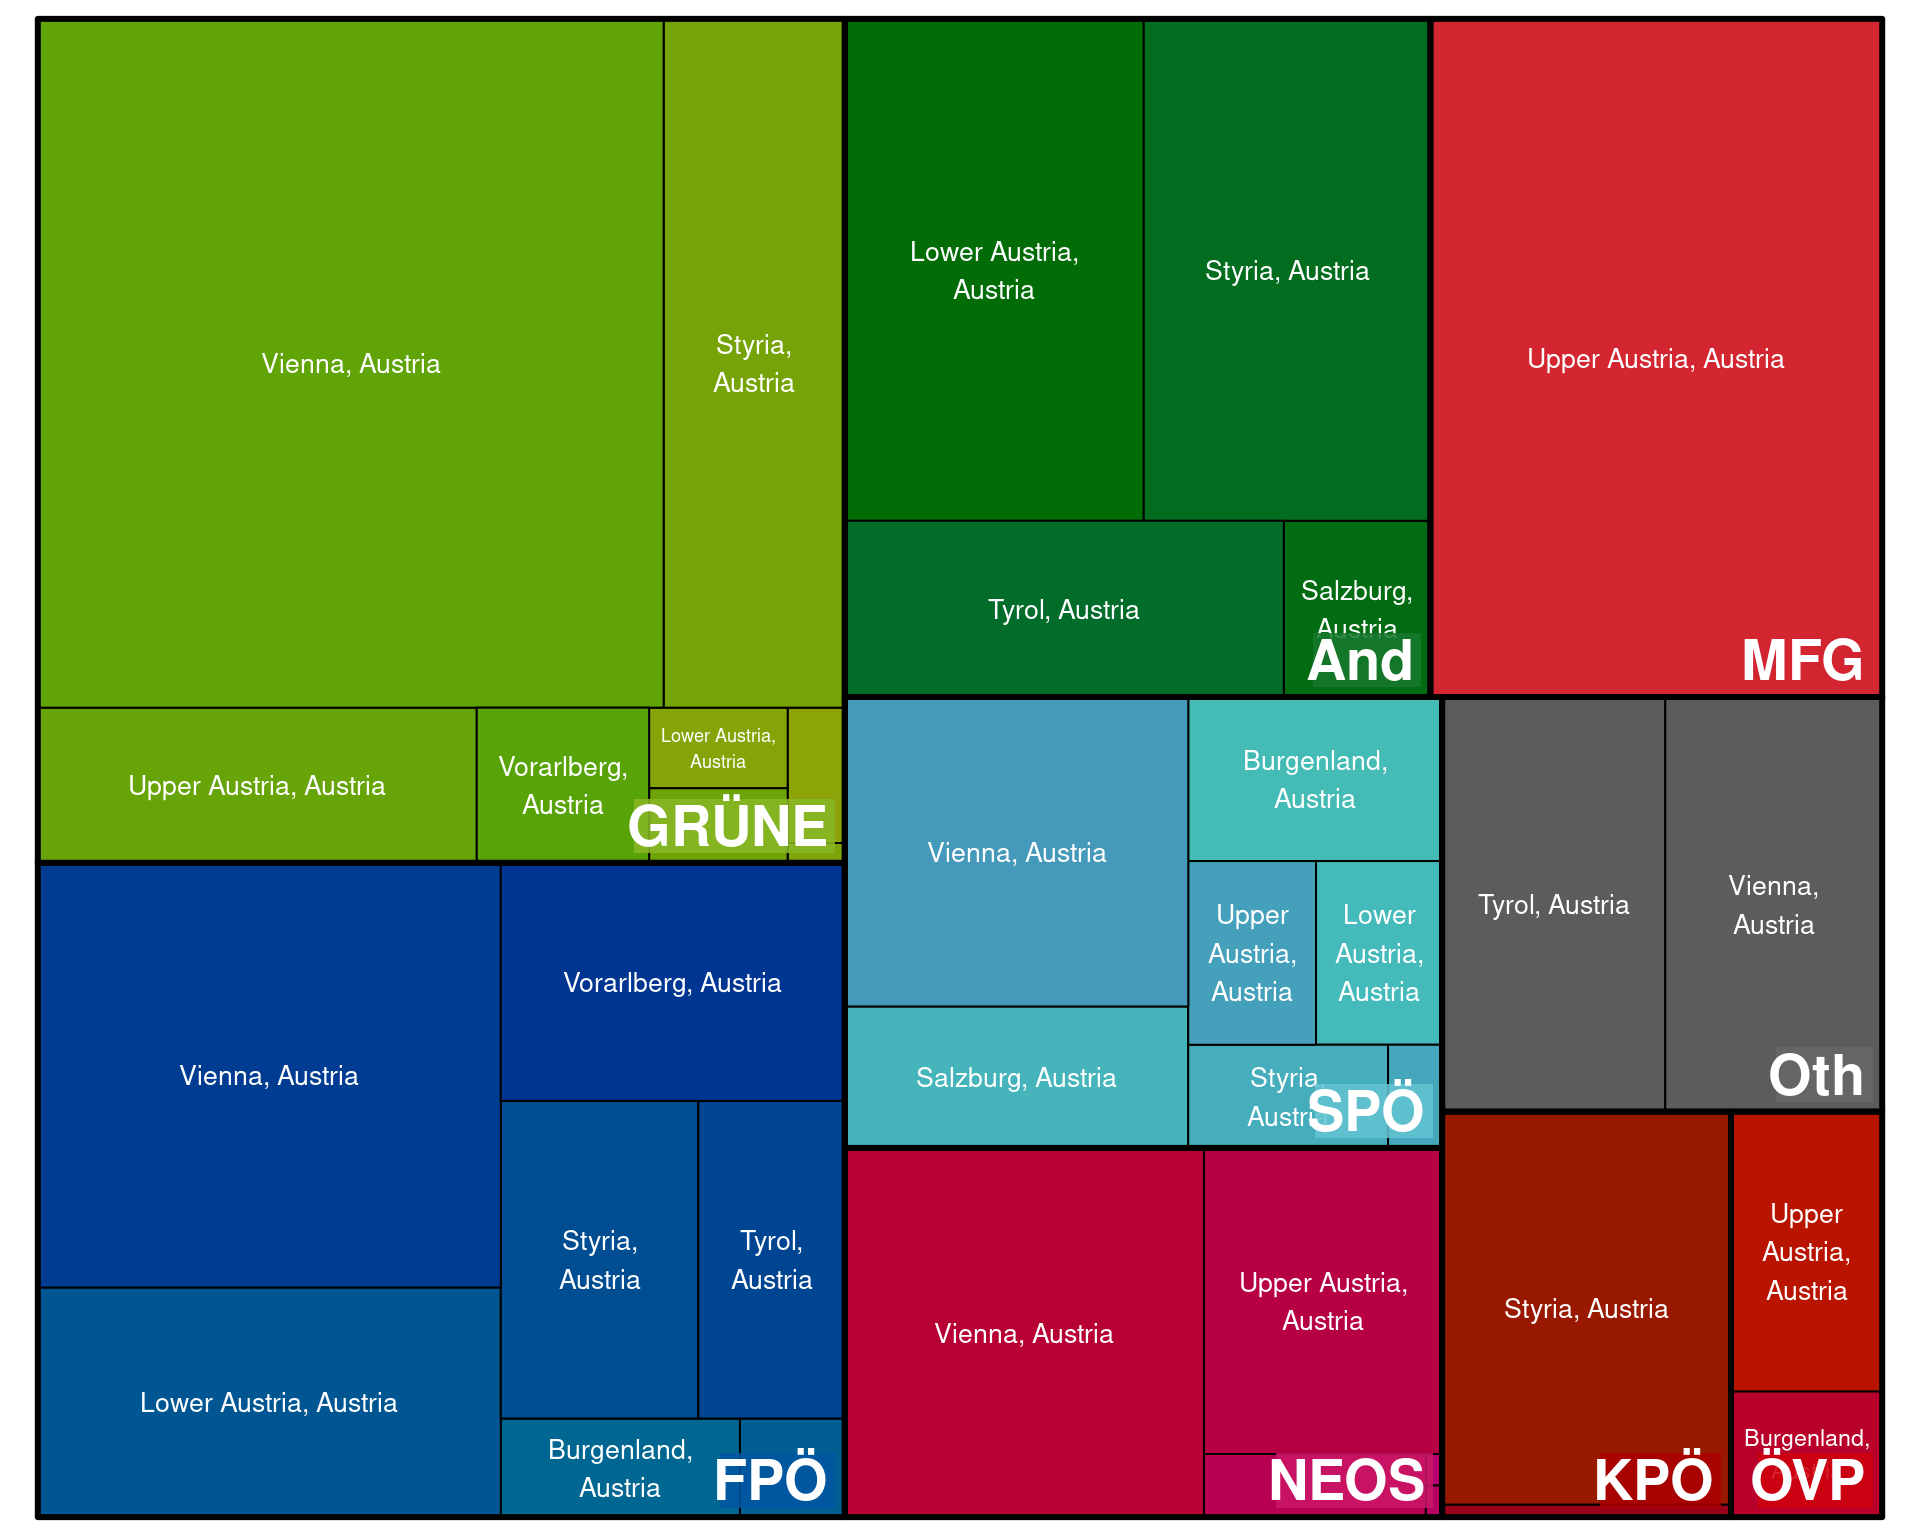 Vienna, Austria
Styria,
Austria
Upper Austria, Austria
Vorarlberg,
Austria
Lower Austria,
Austria
GRÜNE
Lower Austria,
Austria
Styria, Austria
Tyrol, Austria
Salzburg,
Austria
And
Upper Austria, Austria
MFG
Vienna, Austria
Vorarlberg, Austria
Styria,
Austria
Tyrol,
Austria
Lower Austria, Austria
Burgenland,
Austria
FPÖ
Vienna, Austria
Burgenland,
Austria
Upper
Austria,
Austria
Lower
Austria,
Austria
Salzburg, Austria
Styria,
Austria
SPÖ
Tyrol, Austria
Vienna,
Austria
Oth
Vienna, Austria
Upper Austria,
Austria
NEOS
Styria, Austria
KPÖ
Upper
Austria,
Austria
Burgenland,
ÖVP